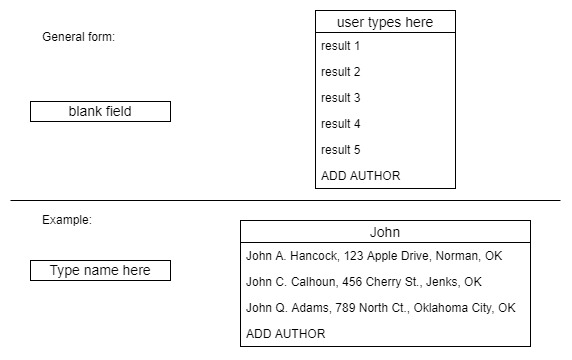 General form:
user types here
result 1
result 2
result 3
blank field
result 4
result 5
ADD AUTHOR
Example:
John
John A. Hancock, 123 Apple Drive, Norman, OK
Type name here
John C. Calhoun, 456 Cherry St., Jenks, OK
John Q. Adams, 789 North Ct., Oklahoma City, OK
ADD AUTHOR